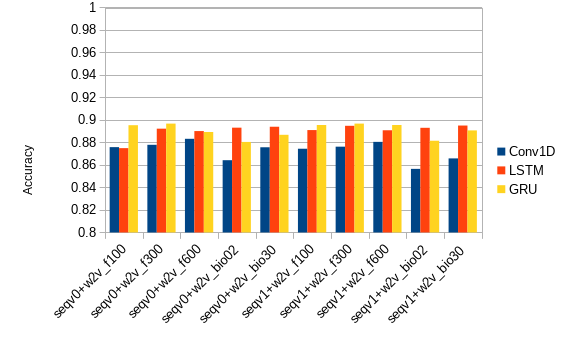 1
0.98
0.96
0.94
0.92
0.9
0.88
0.86
0.84
0.82
0.8
Accuracy
seqv0+w2v_f100
seqv0+w2v_f300
seqv0+w2v_f600
seqv0+w2v_bio02
seqv0+w2v_bio30
seqv1+w2v_f100
seqv1+w2v_f300
seqv1+w2v_f600
seqv1+w2v_bio02
seqv1+w2v_bio30
Conv1D
LSTM
GRU